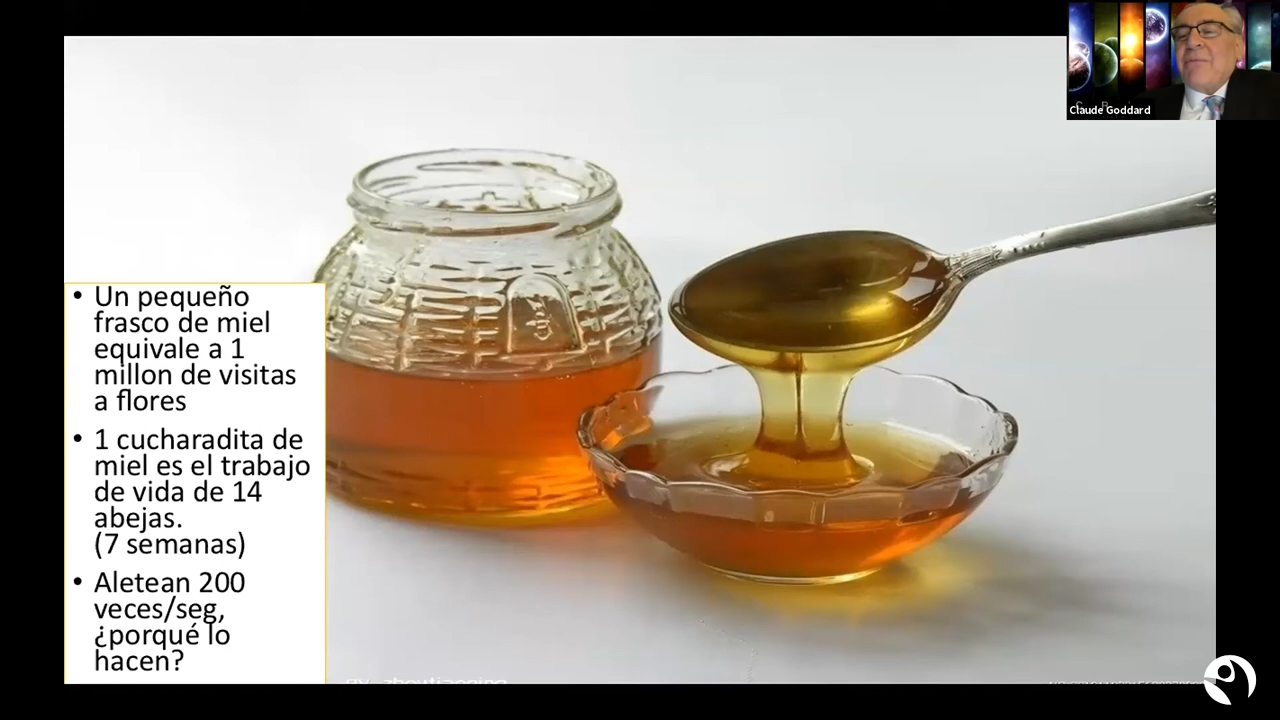 Claude Goddard
• Un pequeño
frasco de miel
equivale a 1
millon de visitas
a flores
• 1 cucharadita de
miel es el trabajo
de vida de 14
abejas.
(7 semanas)
• Aletean 200
veces/seg,
¿porqué lo
hacen?